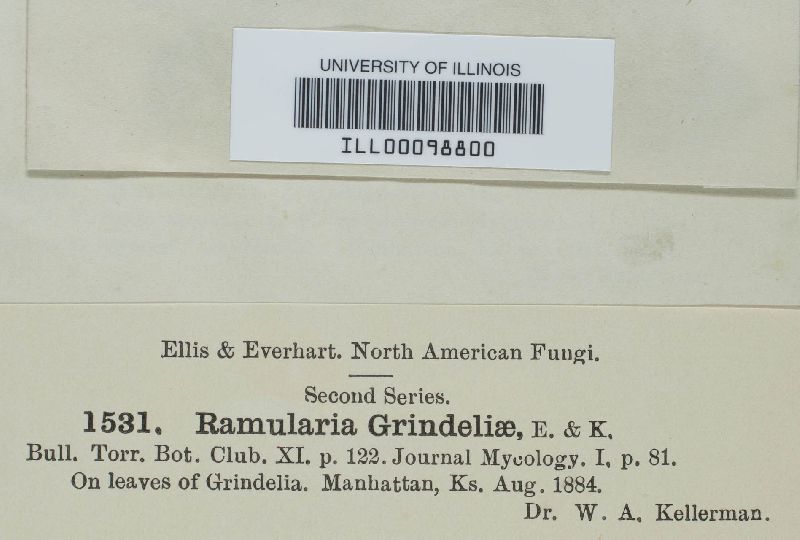 UNIVERSITY OF ILLINOIS
ILL00098800
Ellis & Everhart. North American Fungi.
Second Series.
1531. Ramularia Grindeliæ, E. & K.
Bull. Torr. Bot. Club. XI. p. 122. Journal Mycology. I, p. 81.
On leaves of Grindelia. Manhattan, Ks. Aug. 1884.
Dr. W. A. Kellerman.